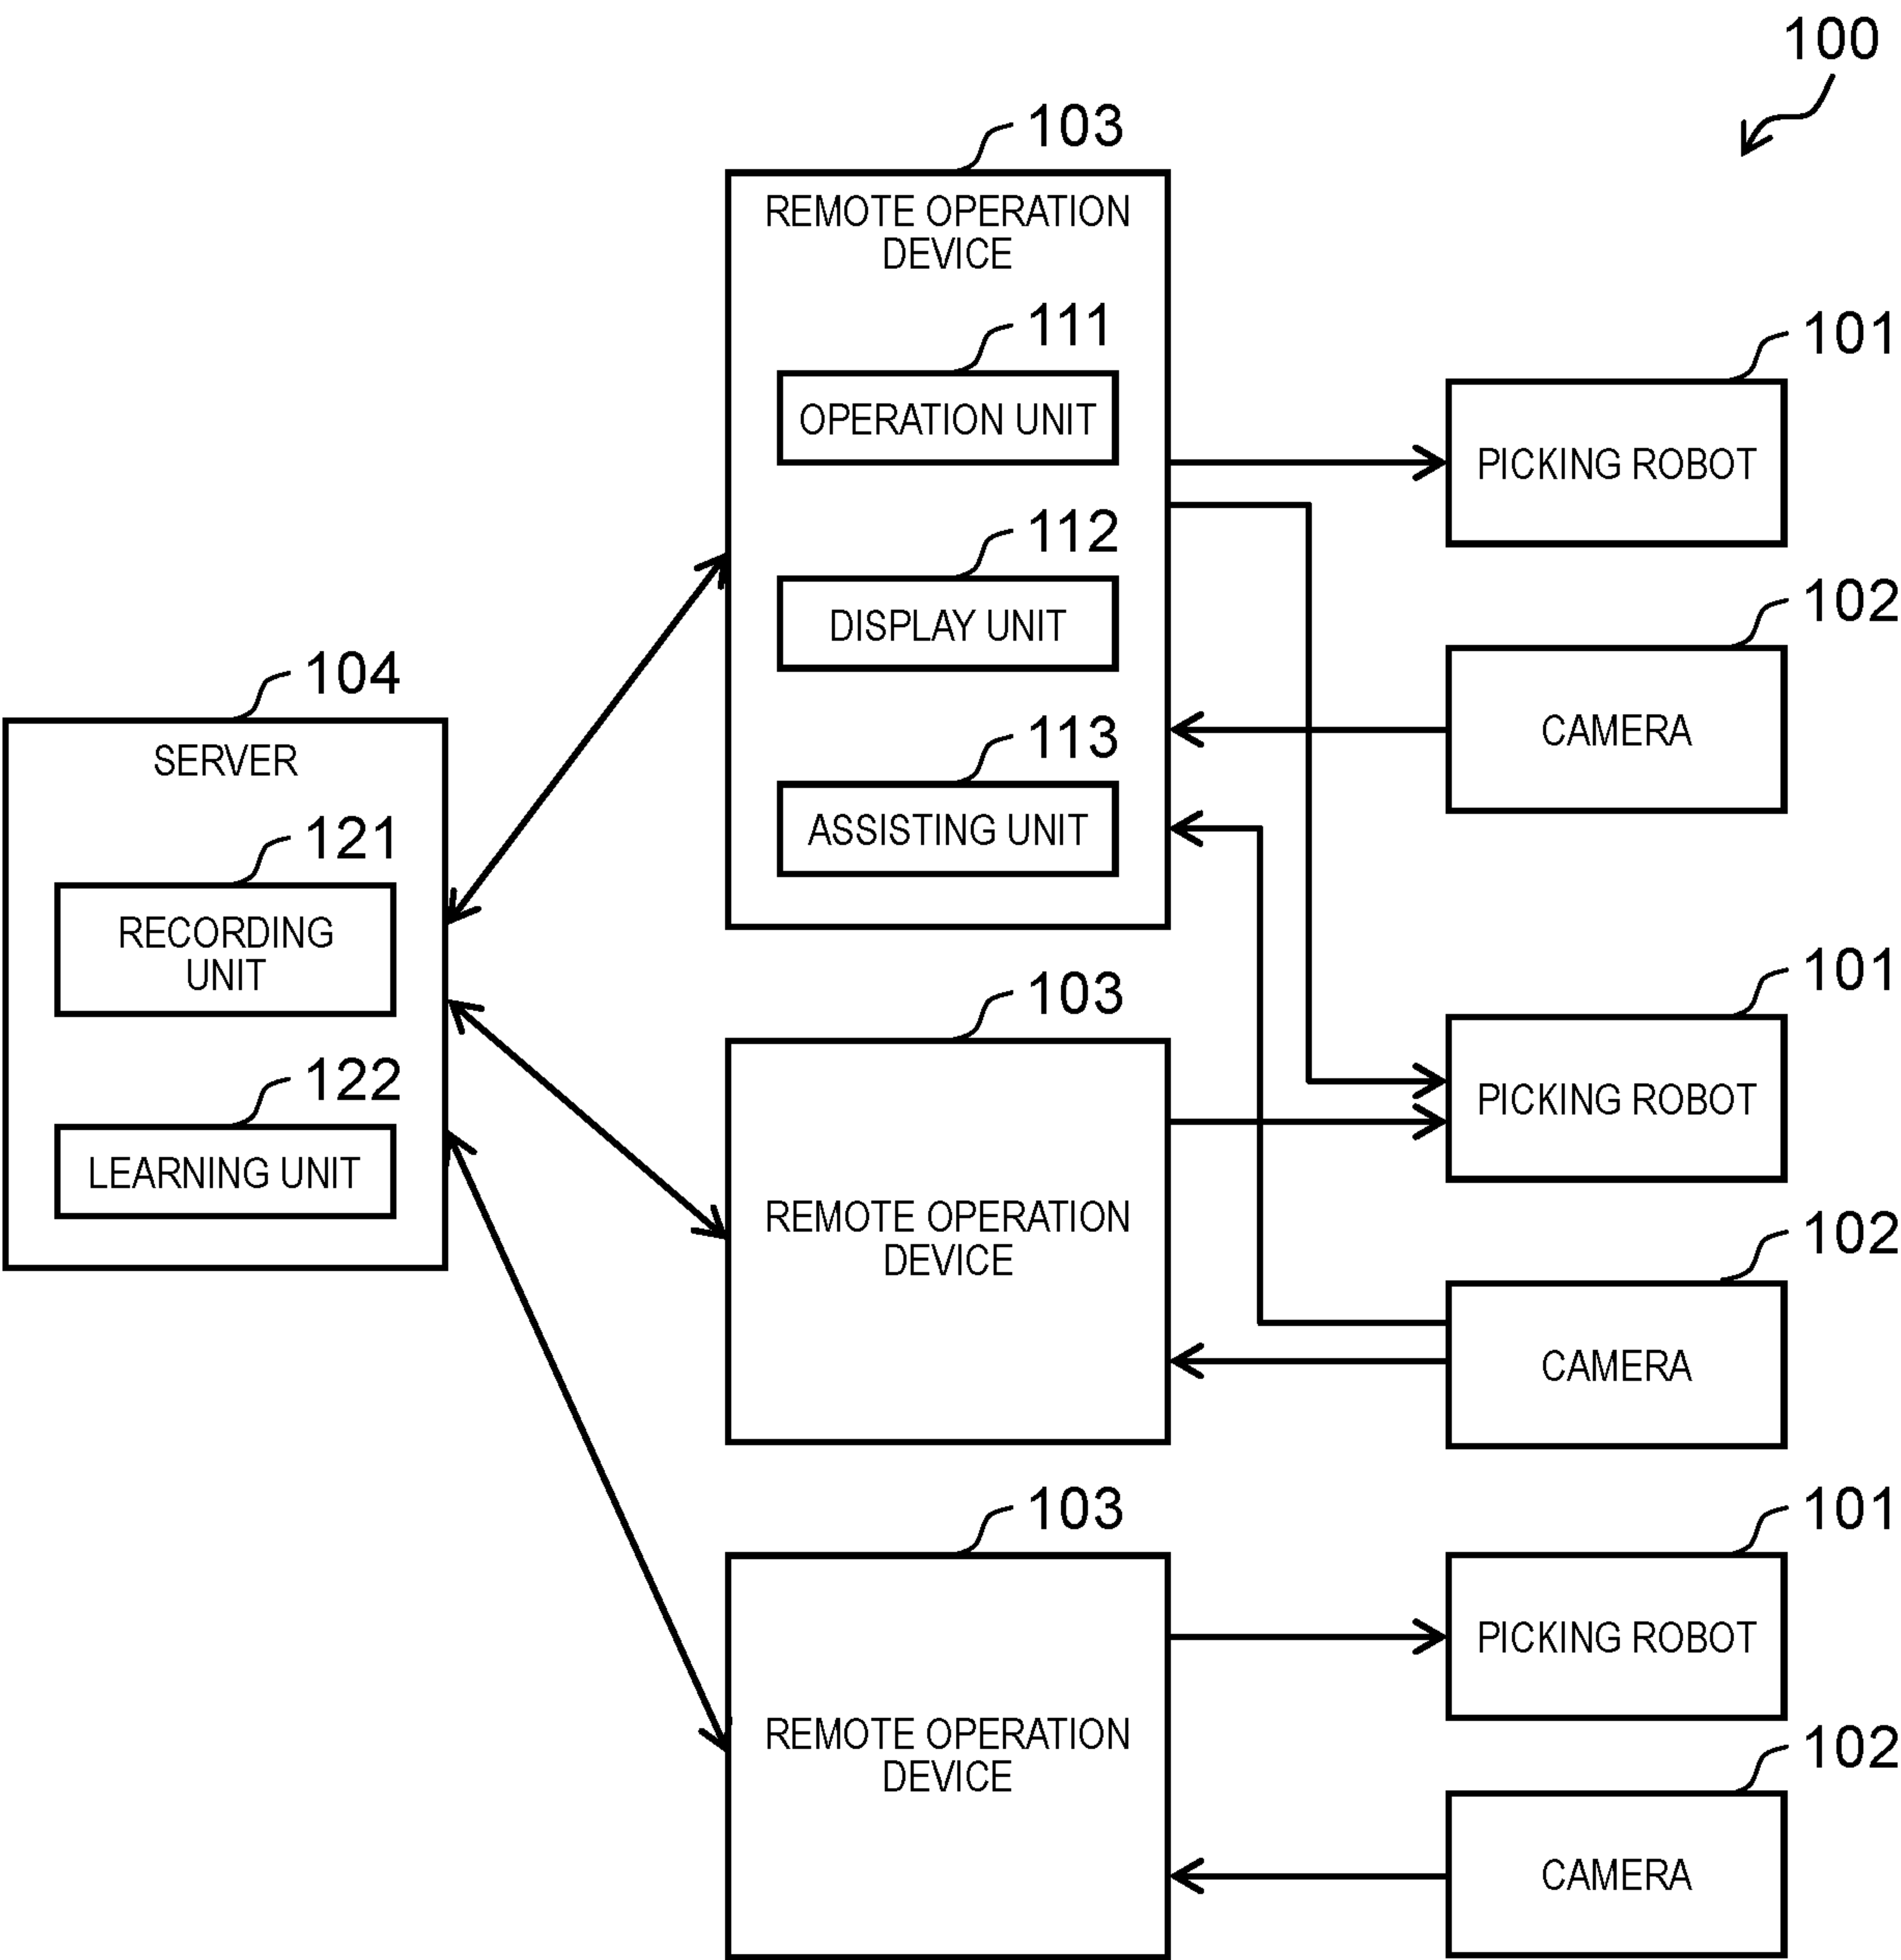 100
103
REMOTE OPERATION
DEVICE
111
OPERATION UNIT
101
PICKING ROBOT
112
DISPLAY UNIT
102
CAMERA
113
ASSISTING UNIT
104
SERVER
121
RECORDING
UNIT
122
LEARNING UNIT
103
REMOTE OPERATION
DEVICE
101
PICKING ROBOT
102
CAMERA
103
REMOTE OPERATION
DEVICE
101
PICKING ROBOT
102
CAMERA